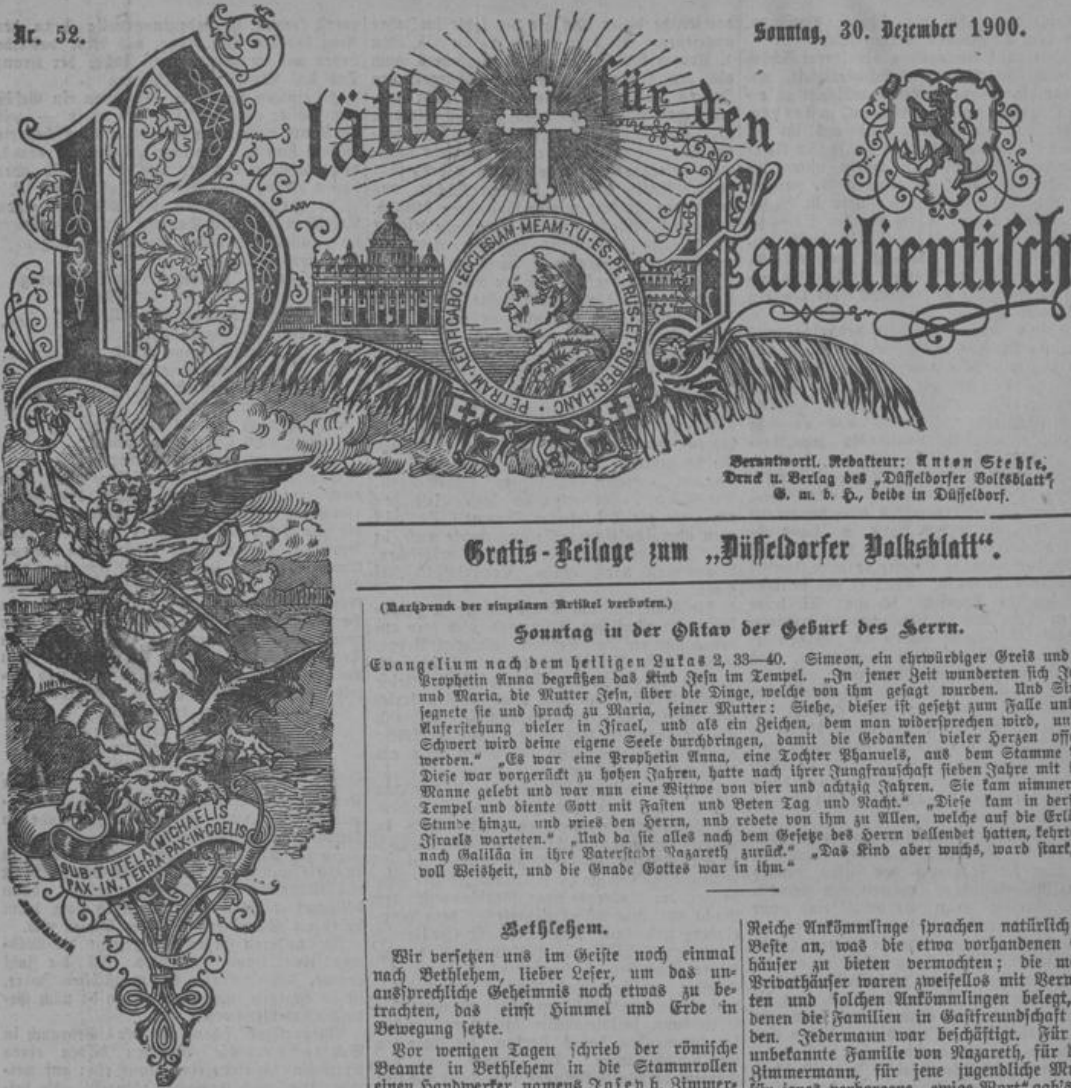 Nr. 52.
Sonntag, 30. Dezember 1900.
Blätter für den
Familientisch
PETRAM·AEDIFICABO·ECCLESIAN·MEAM·TU·ES·PETRUS·ET·SUPER·HANC·
Verantwortl. Redakteur: Anton Stehle,
Druck u. Verlag des „Düsseldorfer Volksblatt“,
G. m. b. H., beide in Düsseldorf.
Gratis-Beilage zum „Düsseldorfer Volksblatt“.
(Nachdruck der einzelnen Artikel verboten.)
Sonntag in der Oktav der Geburt des Herrn.
Evangelium nach dem heiligen Lukas 2, 33—40. Simeon, ein ehrwürdiger Greis und
Prophetin Anna begrüßen das Kind Jesu im Tempel. „In jener Zeit wunderten sich
und Maria, die Mutter Jesu, über die Dinge, welche von ihm gesagt wurden. Und
segnete sie und sprach zu Maria, seiner Mutter: Siehe, dieser ist gesetzt zum Falle
Auferstehung vieler in Israel, und als ein Zeichen, dem man widersprechen wird,
Schwert wird deine eigene Seele durchdringen, damit die Gedanken vieler Herzen
werden.“ „Es war eine Prophetin Anna, eine Tochter Phanuels, aus dem Stamme
Diese war vorgerückt zu hohen Jahren, hatte nach ihrer Jungfrauschaft sieben Jahre mit
Manne gelebt und war nun eine Wittwe von vier und achtzig Jahren. Sie kam nimmer
Tempel und diente Gott mit Fasten und Beten Tag und Nacht.“ „Diese kam in
Stunde hinzu, und pries den Herrn, und redete von ihm zu Allen, welche auf die
Israels warteten.“ „Und da sie alles nach dem Gesetze des Herrn vollendet hatten,
nach Galiläa in ihre Vaterstadt Nazareth zurück.“ „Das Kind aber wuchs, ward stark,
voll Weisheit, und die Gnade Gottes war in ihm.“
SUB·TUTELA·MICHAELIS
PAX·IN·TERRA·PAX·IN·COELIS
Bethlehem.
Wir versetzen uns im Geiste noch einmal
nach Bethlehem, lieber Leser, um das un-
aussprechliche Geheimnis noch etwas zu be-
trachten, das einst Himmel und Erde in
Bewegung setzte.
Vor wenigen Tagen schrieb der römische
Beamte in Bethlehem in die Stammrollen
einen Handwerker namens Joseph, Zimmer-
Reiche Ankömmlinge sprachen natürlich
Beste an, was die etwa vorhandenen
häuser zu bieten vermochten; die
Privathäuser waren zweifellos mit
ten und solchen Ankömmlingen belegt,
denen die Familien in Gastfreundschaft
den. Jedermann war beschäftigt. Für
unbekannte Familie von Nazareth, für
Zimmermann, für jene jugendliche